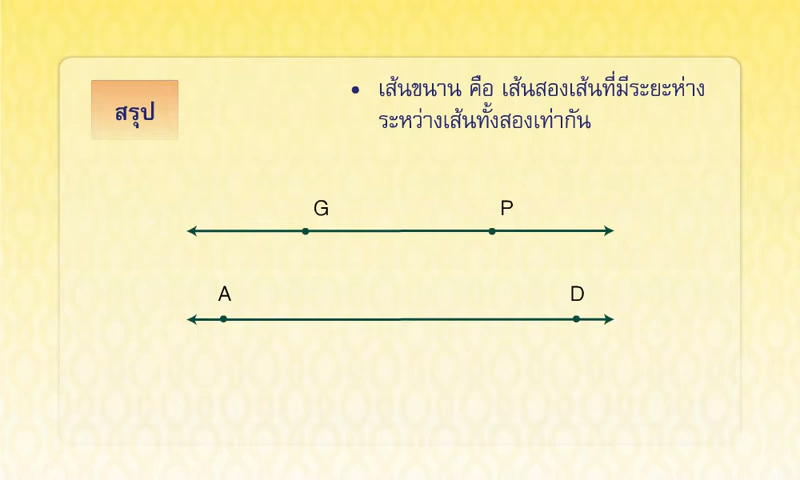 สรุป
• เส้นขนาน คือ เส้นสองเส้นที่มีระยะห่าง
ระหว่างเส้นทั้งสองเท่ากัน
G P
A D